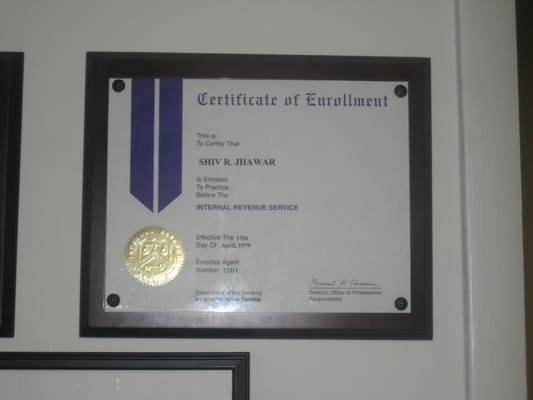 Certificate of Enrollment
This is
To Certify That
SHIV R. JHAWAR
Is Enrolled
To Practice
Before The
INTERNAL REVENUE SERVICE
Effective The 13th
Day Of April, 1979
Enrolled Agent
Number 22311
Department of the Treasury
Internal Revenue Service
Director, Office of Professional
Responsibility